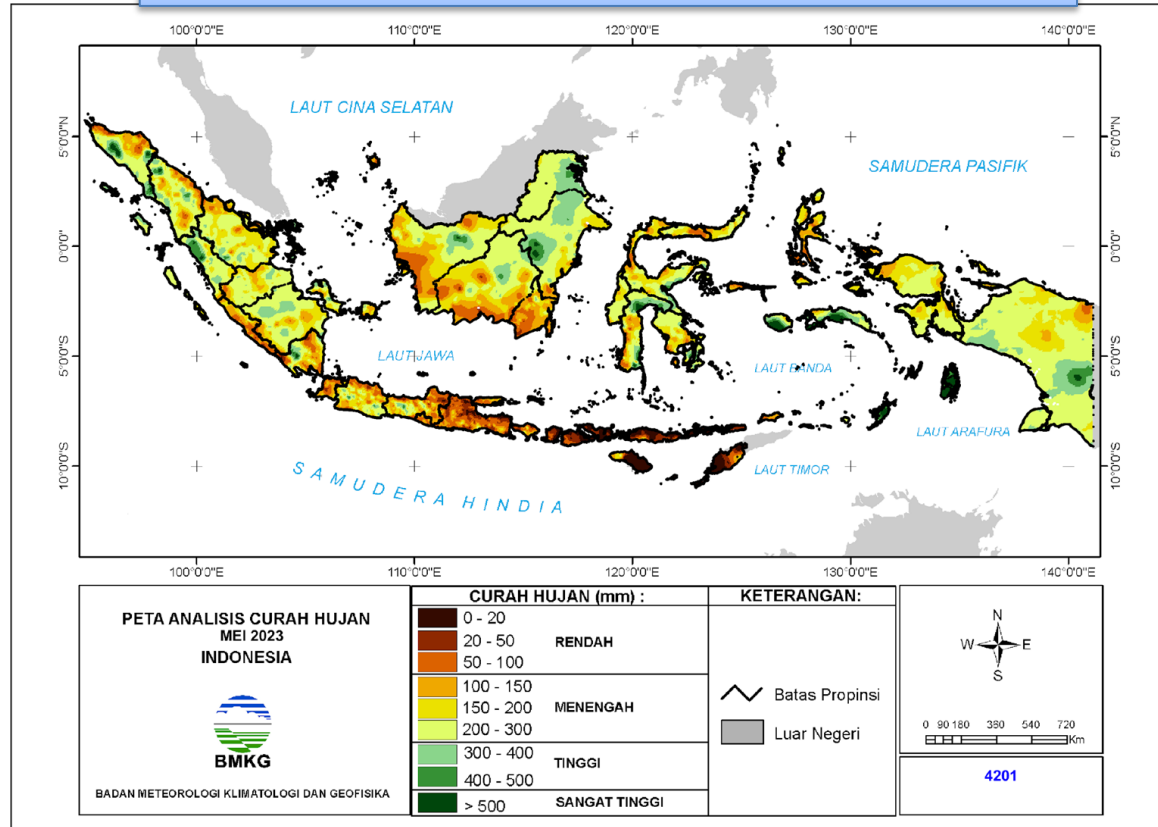 100°0'0"E 110°0'0"E 120°0'0"E 130°0'0"E 140°0'0"E
LAUT CINA SELATAN
5°0'0"N 5°0'0"N
SAMUDERA PASIFIK
0°0'0" 0°0'0"
LAUT JAWA
5°0'0"S 5°0'0"S
LAUT BANDA
LAUT ARAFURA
10°0'0"S 10°0'0"S
LAUT TIMOR
SAMUDERA HINDIA
100°0'0"E 110°0'0"E 120°0'0"E 130°0'0"E 140°0'0"E
PETA ANALISIS CURAH HUJAN
MEI 2023
INDONESIA
BMKG
BADAN METEOROLOGI KLIMATOLOGI DAN GEOFISIKA
CURAH HUJAN (mm) :
0 - 20
20 - 50 RENDAH
50 - 100
100 - 150
150 - 200 MENENGAH
200 - 300
300 - 400
TINGGI
400 - 500
> 500 SANGAT TINGGI
KETERANGAN:
Batas Propinsi
Luar Negeri
N
W E
S
0 90 180 360 540 720
Km
4201